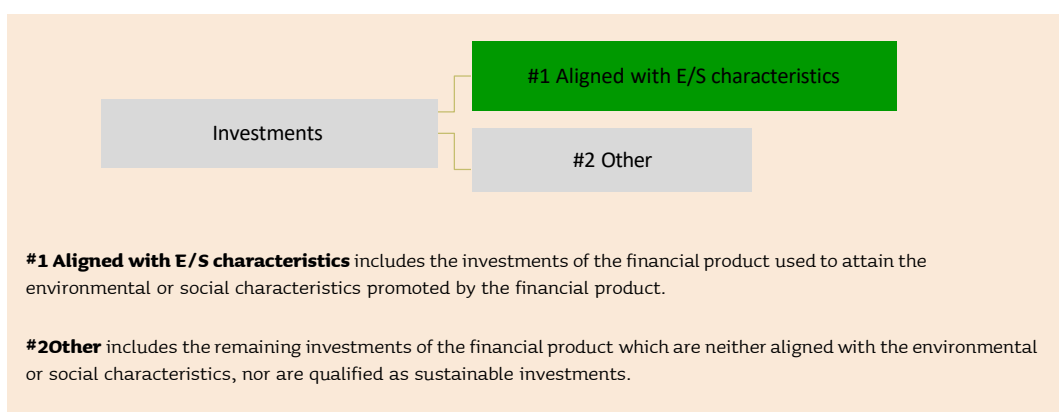 #1 Aligned with E/S characteristics
Investments
#2 Other
#1 Aligned with E/S characteristics includes the investments of the financial product used to attain the
environmental or social characteristics promoted by the financial product.
#2Other includes the remaining investments of the financial product which are neither aligned with the environmental
or social characteristics, nor are qualified as sustainable investments.